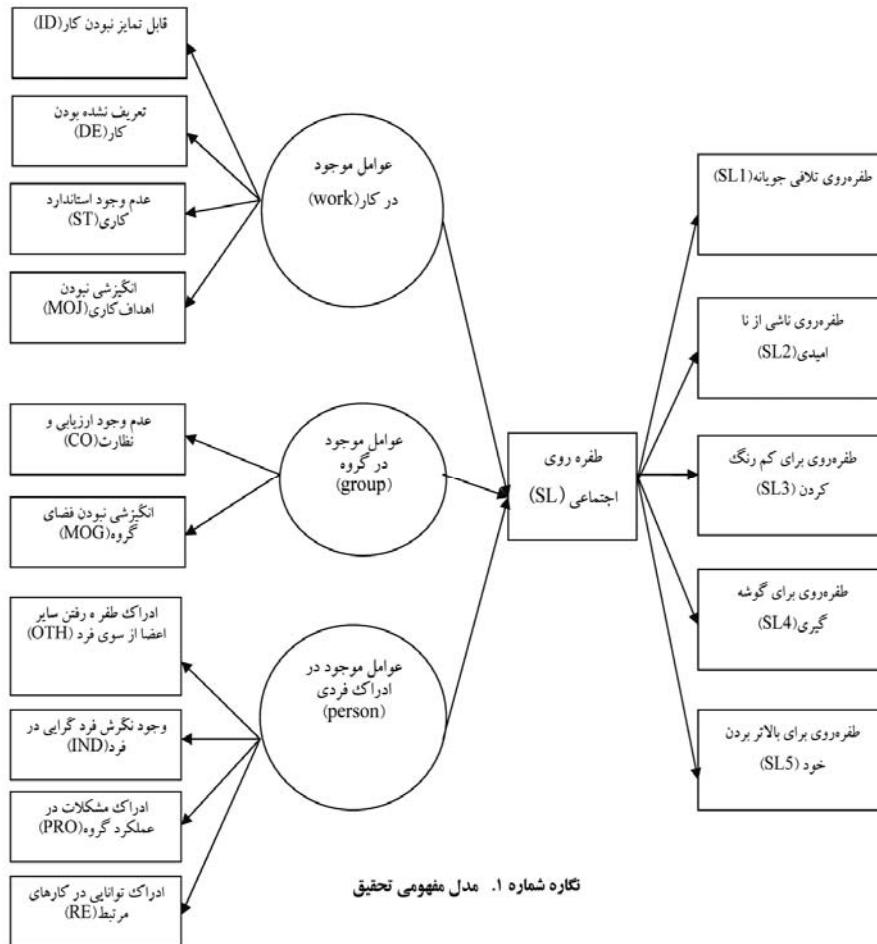 قابل تمایز نبودن کار(ID)
تعریف نشده بودن
کار(DE)
عدم وجود استاندارد
کاری(ST)
انگیزشی نبودن
اهداف‌کاری(MOJ)
عدم وجود ارزیابی و
نظارت(CO)
انگیزشی نبودن فضای
گروه(MOG)
ادراک طفر ه رفتن سایر
اعضا از سوی فرد (OTH)
وجود نگرش فرد گرایی در
فرد(IND)
ادراک مشکلات در
عملکرد گروه(PRO)
ادراک توانایی در کارهای
مرتبط(RE)
عوامل موجود
در کار(work)
عوامل موجود
در گروه
(group)
عوامل موجود در
ادراک فردی
(person)
طفره روی
اجتماعی (SL)
طفره‌روی تلافی جویانه(SL1)
طفره‌روی ناشی از نا
امیدی(SL2)
طفره‌روی برای کم رنگ
کردن (SL3)
طفره‌روی برای گوشه
گیری(SL4)
طفره‌روی برای بالاتر بردن
خود (SL5)
نگاره شماره ۱. مدل مفهومی تحقیق